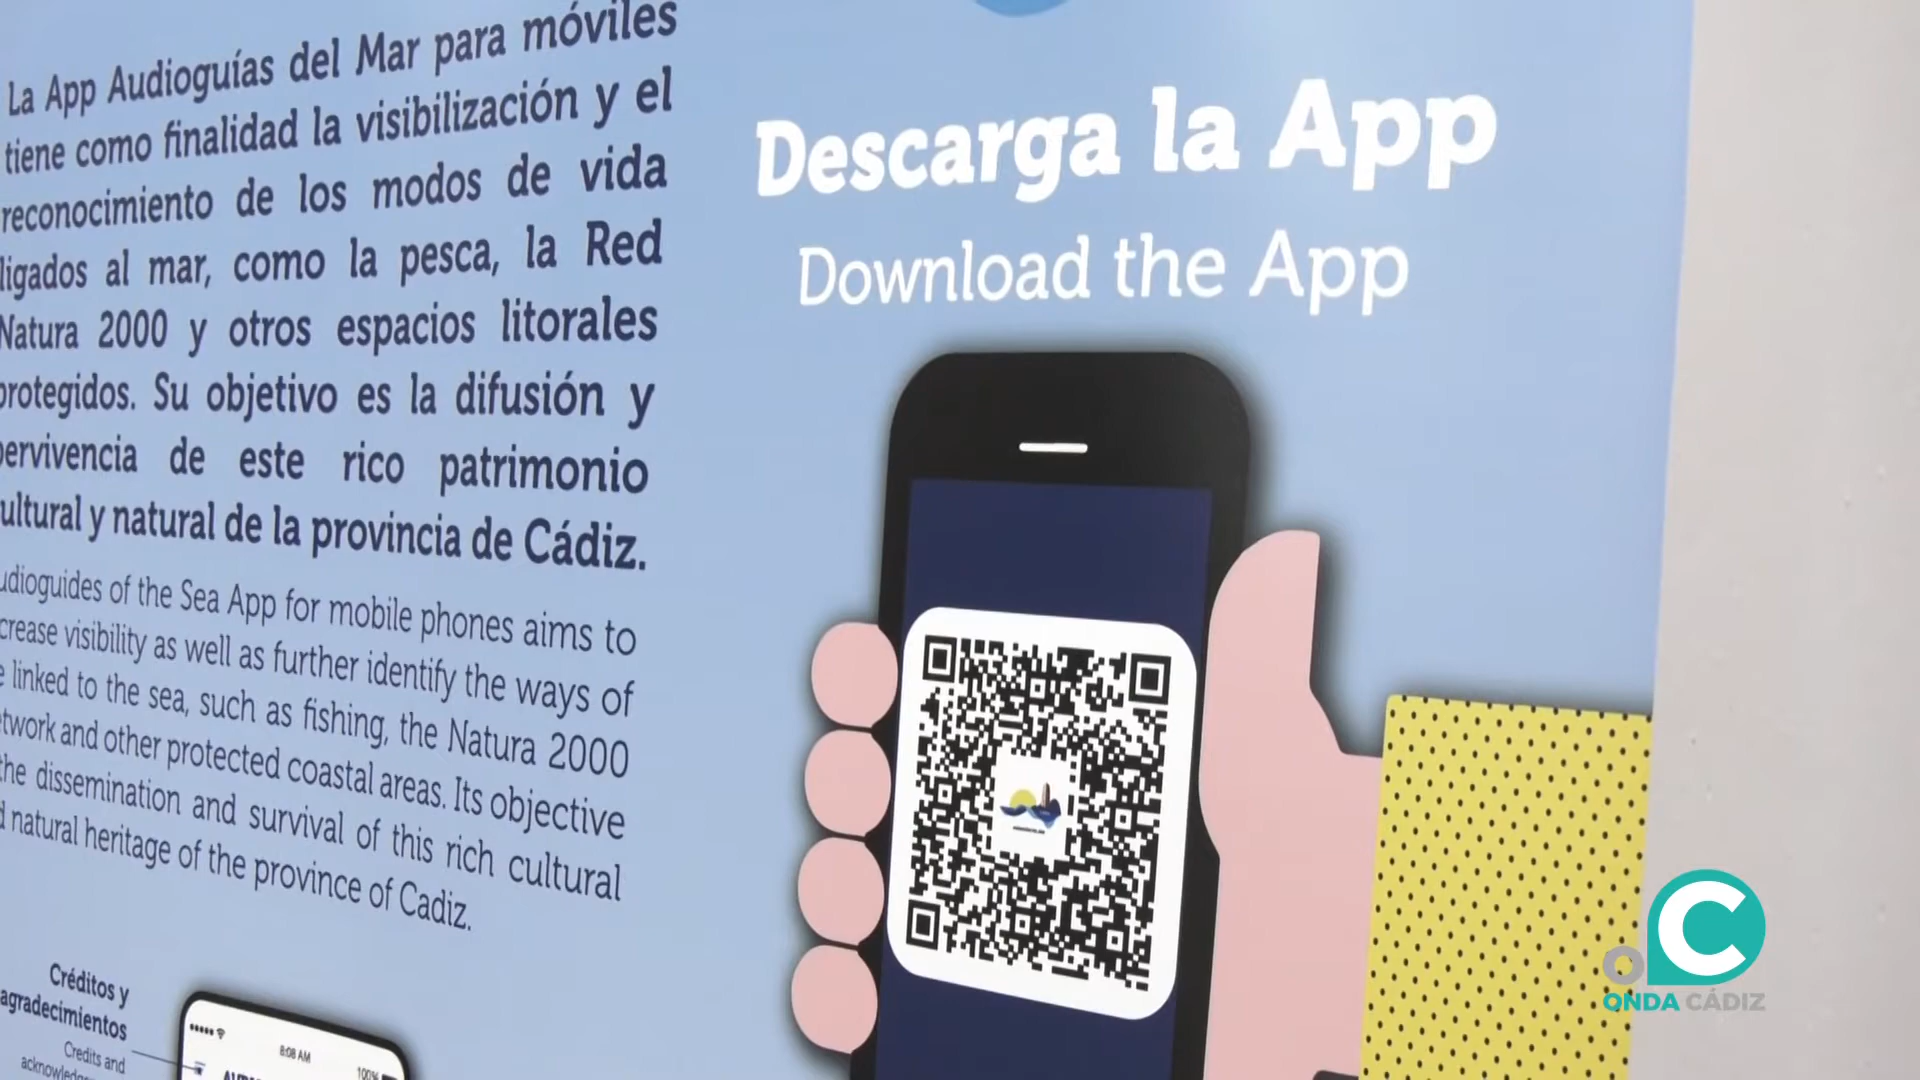 La App Audioguías del Mar para móviles
tiene como finalidad la visibilización y el
reconocimiento de los modos de vida
ligados al mar, como la pesca, la Red
Natura 2000 y otros espacios litorales
protegidos. Su objetivo es la difusión y
pervivencia de este rico patrimonio
ultural y natural de la provincia de Cádiz.
udioguides of the Sea App for mobile phones aims to
crease visibility as well as further identify the ways of
e linked to the sea, such as fishing, the Natura 2000
etwork and other protected coastal areas. Its objective
the dissemination and survival of this rich cultural
d natural heritage of the province of Cadiz.
Créditos y
agradecimientos
Credits and
8:08 AM
100%
Descarga la App
Download the App
C
ONDA CÁDIZ